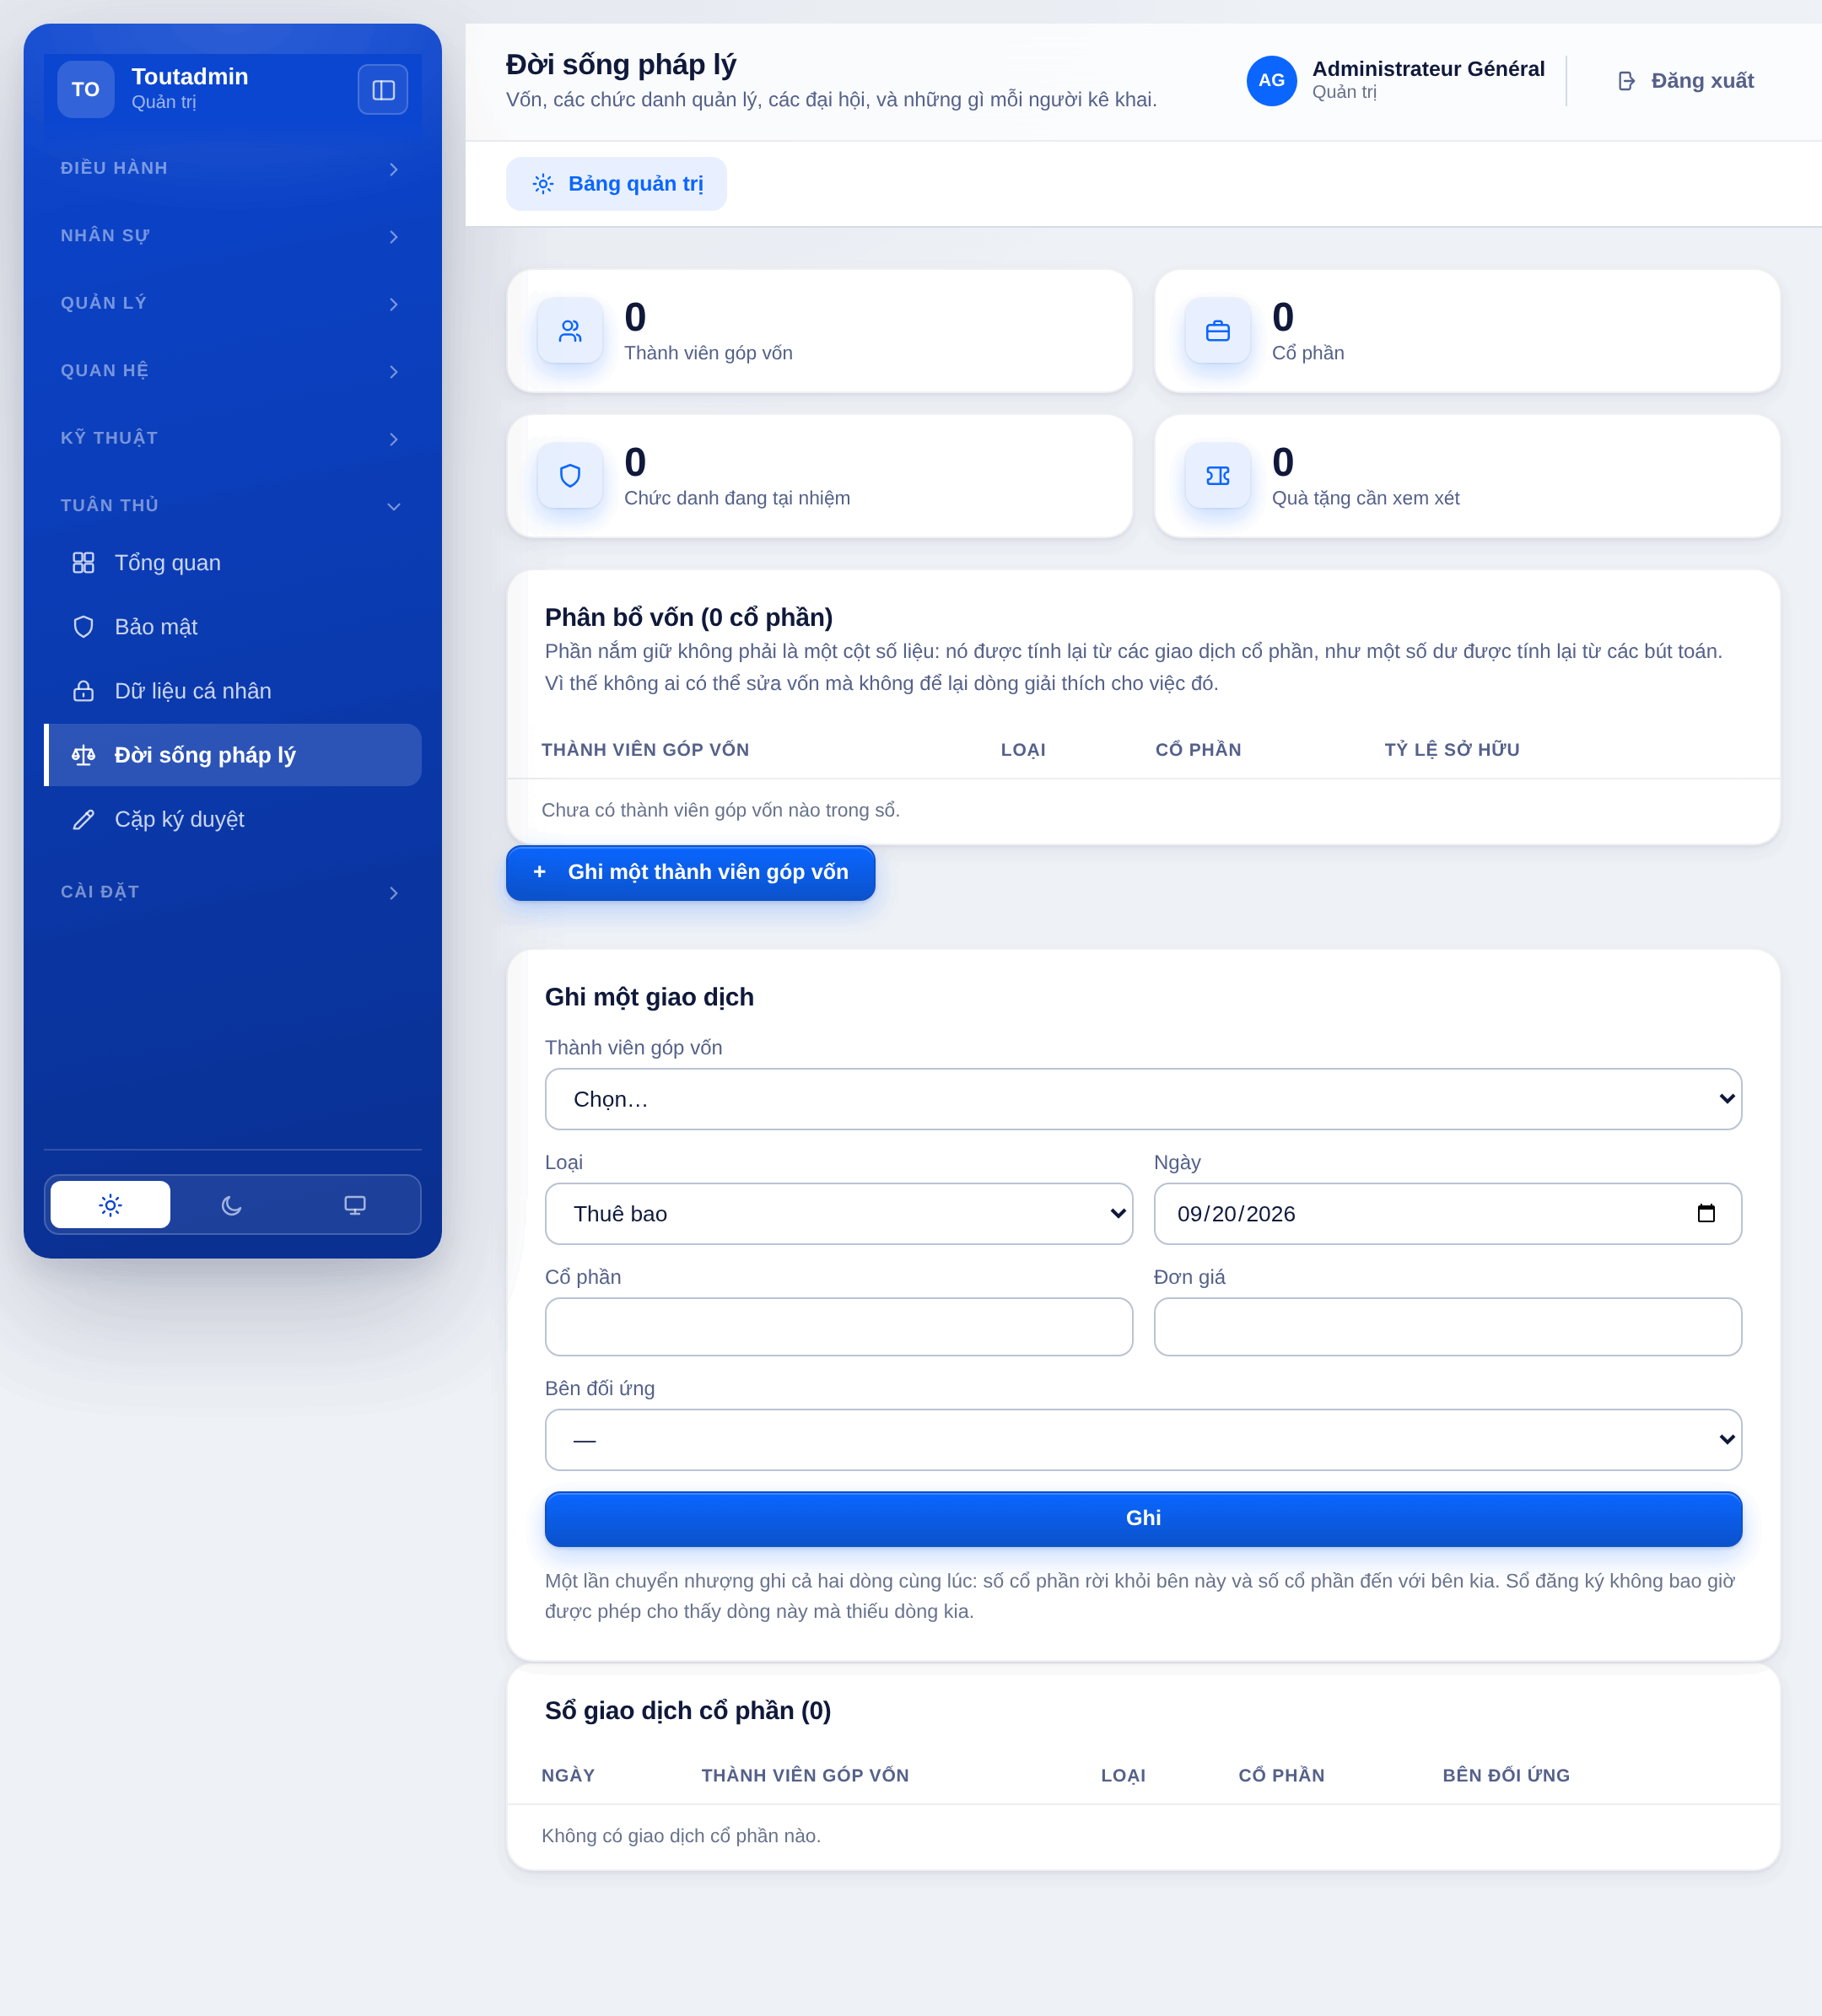 TO
Toutadmin
Quản trị
ĐIỀU HÀNH
NHÂN SỰ
QUẢN LÝ
QUAN HỆ
KỸ THUẬT
TUÂN THỦ
Tổng quan
Bảo mật
Dữ liệu cá nhân
Đời sống pháp lý
Cặp ký duyệt
CÀI ĐẶT
Đời sống pháp lý
Vốn, các chức danh quản lý, các đại hội, và những gì mỗi người kê khai.
AG
Administrateur Général
Quản trị
Đăng xuất
Bảng quản trị
0
Thành viên góp vốn
0
Cổ phần
0
Chức danh đang tại nhiệm
0
Quà tặng cần xem xét
Phân bổ vốn (0 cổ phần)
Phần nắm giữ không phải là một cột số liệu: nó được tính lại từ các giao dịch cổ phần, như một số dư được tính lại từ các bút toán.
Vì thế không ai có thể sửa vốn mà không để lại dòng giải thích cho việc đó.
THÀNH VIÊN GÓP VỐN LOẠI CỔ PHẦN TỶ LỆ SỞ HỮU
Chưa có thành viên góp vốn nào trong sổ.
+ Ghi một thành viên góp vốn
Ghi một giao dịch
Thành viên góp vốn
Chọn…
Loại Ngày
Thuê bao 09/20/2026
Cổ phần Đơn giá
Bên đối ứng
—
Ghi
Một lần chuyển nhượng ghi cả hai dòng cùng lúc: số cổ phần rời khỏi bên này và số cổ phần đến với bên kia. Sổ đăng ký không bao giờ
được phép cho thấy dòng này mà thiếu dòng kia.
Sổ giao dịch cổ phần (0)
NGÀY THÀNH VIÊN GÓP VỐN LOẠI CỔ PHẦN BÊN ĐỐI ỨNG
Không có giao dịch cổ phần nào.